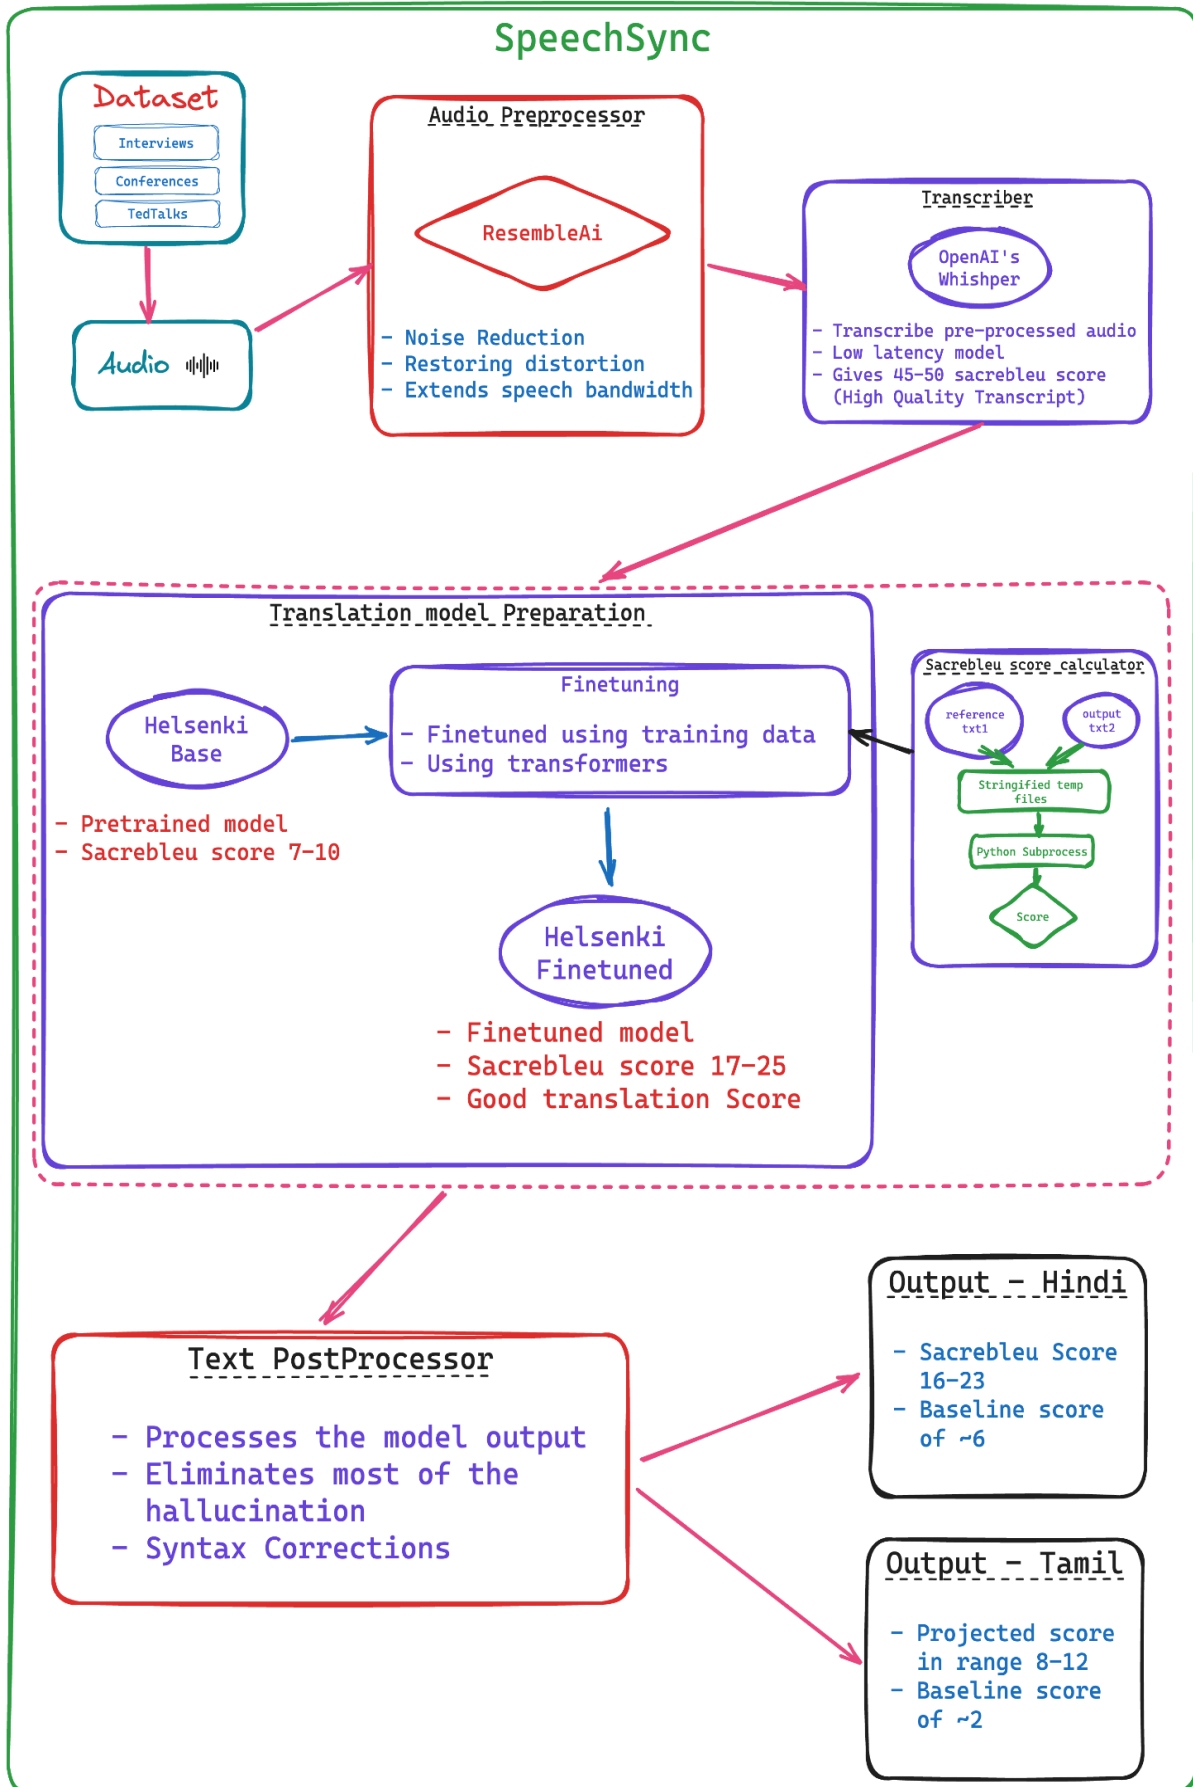 SpeechSync
Dataset
Interviews
Conferences
TedTalks
Audio
Audio Preprocessor
ResembleAi
- Noise Reduction
- Restoring distortion
- Extends speech bandwidth
Transcriber
OpenAI's
Whishper
- Transcribe pre-processed audio
- Low latency model
- Gives 45-50 sacrebleu score
(High Quality Transcript)
Translation model Preparation
Helsenki
Base
- Pretrained model
- Sacrebleu score 7-10
Finetuning
- Finetuned using training data
- Using transformers
Helsenki
Finetuned
- Finetuned model
- Sacrebleu score 17-25
- Good translation Score
Sacrebleu score calculator
reference
txt1
output
txt2
Stringified temp
files
Python Subprocess
Score
Text PostProcessor
- Processes the model output
- Eliminates most of the
hallucination
- Syntax Corrections
Output - Hindi
- Sacrebleu Score
16-23
- Baseline score
of ~6
Output - Tamil
- Projected score
in range 8-12
- Baseline score
of ~2